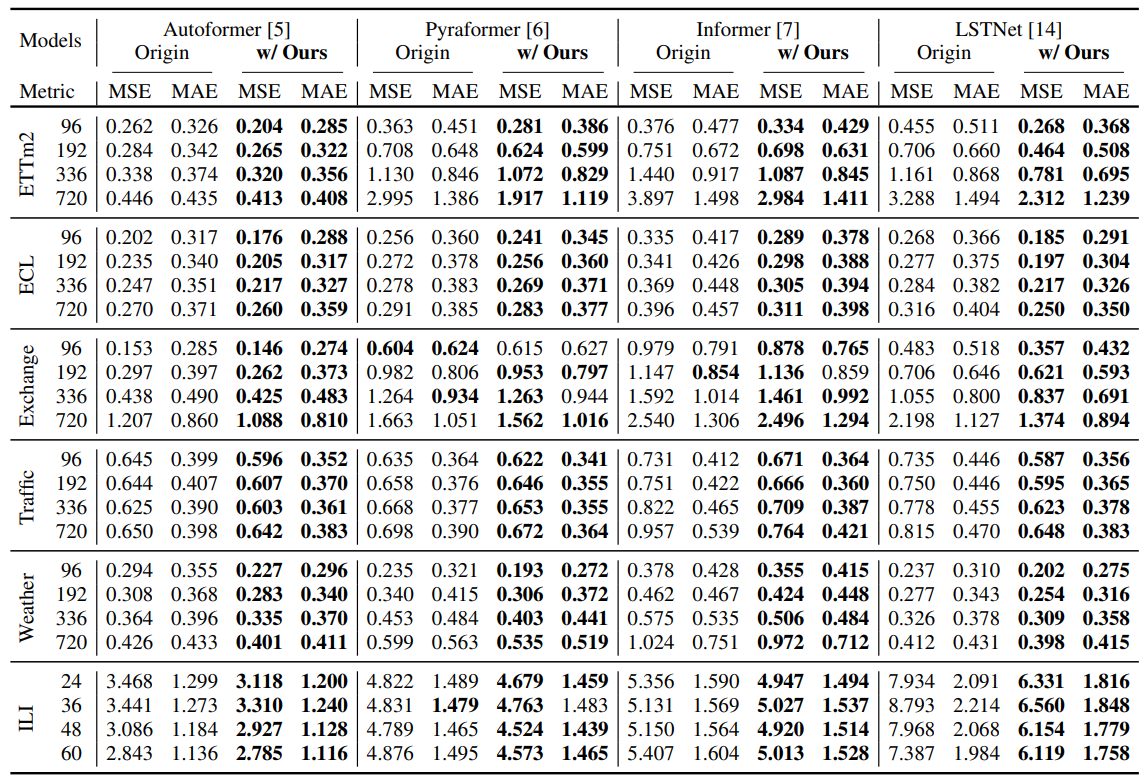 Models Autoformer [5] Pyraformer [6] Informer [7] LSTNet [14]
Origin w/ Ours Origin w/ Ours Origin w/ Ours Origin w/ Ours
Metric MSE MAE MSE MAE MSE MAE MSE MAE MSE MAE MSE MAE MSE MAE MSE MAE
ETTm2
96 0.262 0.326 0.204 0.285 0.363 0.451 0.281 0.386 0.376 0.477 0.334 0.429 0.455 0.511 0.268 0.368
192 0.284 0.342 0.265 0.322 0.708 0.648 0.624 0.599 0.751 0.672 0.698 0.631 0.706 0.660 0.464 0.508
336 0.338 0.374 0.320 0.356 1.130 0.846 1.072 0.829 1.440 0.917 1.087 0.845 1.161 0.868 0.781 0.695
720 0.446 0.435 0.413 0.408 2.995 1.386 1.917 1.119 3.897 1.498 2.984 1.411 3.288 1.494 2.312 1.239
ECL
96 0.202 0.317 0.176 0.288 0.256 0.360 0.241 0.345 0.335 0.417 0.289 0.378 0.268 0.366 0.185 0.291
192 0.235 0.340 0.205 0.317 0.272 0.378 0.256 0.360 0.341 0.426 0.298 0.388 0.277 0.375 0.197 0.304
336 0.247 0.351 0.217 0.327 0.278 0.383 0.269 0.371 0.369 0.448 0.305 0.394 0.284 0.382 0.217 0.326
720 0.270 0.371 0.260 0.359 0.291 0.385 0.283 0.377 0.396 0.457 0.311 0.398 0.316 0.404 0.250 0.350
Exchange
96 0.153 0.285 0.146 0.274 0.604 0.624 0.615 0.627 0.979 0.791 0.878 0.765 0.483 0.518 0.357 0.432
192 0.297 0.397 0.262 0.373 0.982 0.806 0.953 0.797 1.147 0.854 1.136 0.859 0.706 0.646 0.621 0.593
336 0.438 0.490 0.425 0.483 1.264 0.934 1.263 0.944 1.592 1.014 1.461 0.992 1.055 0.800 0.837 0.691
720 1.207 0.860 1.088 0.810 1.663 1.051 1.562 1.016 2.540 1.306 2.496 1.294 2.198 1.127 1.374 0.894
Traffic
96 0.645 0.399 0.596 0.352 0.635 0.364 0.622 0.341 0.731 0.412 0.671 0.364 0.735 0.446 0.587 0.356
192 0.644 0.407 0.607 0.370 0.658 0.376 0.646 0.355 0.751 0.422 0.666 0.360 0.750 0.446 0.595 0.365
336 0.625 0.390 0.603 0.361 0.668 0.377 0.653 0.355 0.822 0.465 0.709 0.387 0.778 0.455 0.623 0.378
720 0.650 0.398 0.642 0.383 0.698 0.390 0.672 0.364 0.957 0.539 0.764 0.421 0.815 0.470 0.648 0.383
Weather
96 0.294 0.355 0.227 0.296 0.235 0.321 0.193 0.272 0.378 0.428 0.355 0.415 0.237 0.310 0.202 0.275
192 0.308 0.368 0.283 0.340 0.340 0.415 0.306 0.372 0.462 0.467 0.424 0.448 0.277 0.343 0.254 0.316
336 0.364 0.396 0.335 0.370 0.453 0.484 0.403 0.441 0.575 0.535 0.506 0.484 0.326 0.378 0.309 0.358
720 0.426 0.433 0.401 0.411 0.599 0.563 0.535 0.519 1.024 0.751 0.972 0.712 0.412 0.431 0.398 0.415
ILI
24 3.468 1.299 3.118 1.200 4.822 1.489 4.679 1.459 5.356 1.590 4.947 1.494 7.934 2.091 6.331 1.816
36 3.441 1.273 3.310 1.240 4.831 1.479 4.763 1.483 5.131 1.569 5.027 1.537 8.793 2.214 6.560 1.848
48 3.086 1.184 2.927 1.128 4.789 1.465 4.524 1.439 5.150 1.564 4.920 1.514 7.968 2.068 6.154 1.779
60 2.843 1.136 2.785 1.116 4.876 1.495 4.573 1.465 5.407 1.604 5.013 1.528 7.387 1.984 6.119 1.758